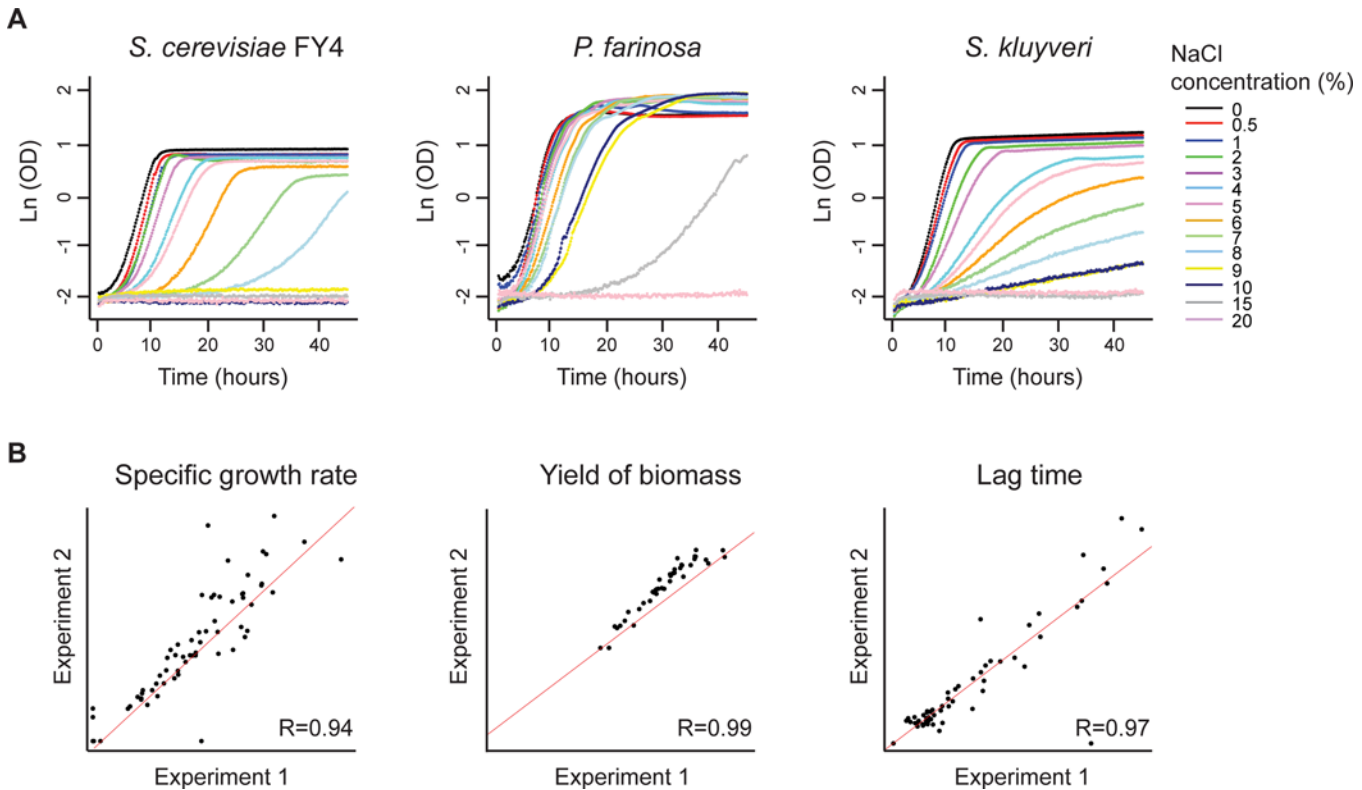 A
S. cerevisiae FY4
P. farinosa
S. kluyveri
NaCl
concentration (%)
0
0.5
1
2
3
4
5
6
7
8
9
10
15
20
Ln (OD)
2
1
0
-1
-2
0 10 20 30 40
Time (hours)
Ln (OD)
2
1
0
-1
-2
0 10 20 30 40
Time (hours)
Ln (OD)
2
1
0
-1
-2
0 10 20 30 40
Time (hours)
B
Specific growth rate
Experiment 2
R=0.94
Experiment 1
Yield of biomass
Experiment 2
R=0.99
Experiment 1
Lag time
Experiment 2
R=0.97
Experiment 1